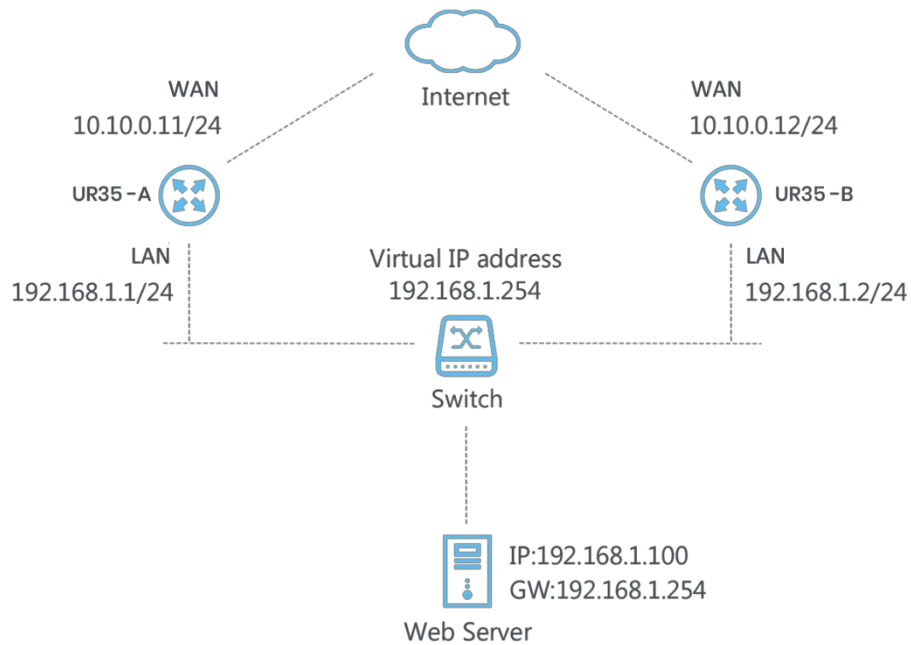 Internet
WAN
10.10.0.11/24
WAN
10.10.0.12/24
UR35-A
UR35-B
LAN
192.168.1.1/24
Virtual IP address
192.168.1.254
LAN
192.168.1.2/24
Switch
IP:192.168.1.100
GW:192.168.1.254
Web Server